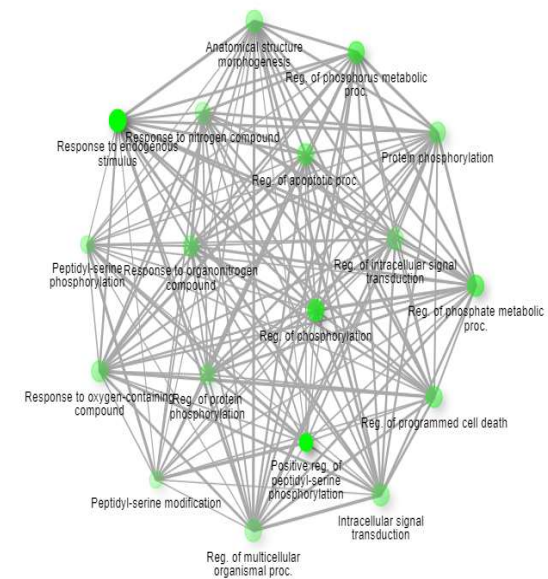 Anatomical structure
morphogenesis
Reg. of phosphorus metabolic
proc.
Response to nitrogen compound
Response to endogenous
stimulus
Protein phosphorylation
Reg. of apoptotic proc.
Peptidyl-serine
phosphorylation
Response to organonitrogen
compound
Reg. of intracellular signal
transduction
Reg. of phosphate metabolic
proc.
Reg. of phosphorylation
Response to oxygen-containing
compound
Reg. of protein
phosphorylation
Reg. of programmed cell death
Positive reg. of
peptidyl-serine
phosphorylation
Peptidyl-serine modification
Intracellular signal
transduction
Reg. of multicellular
organismal proc.